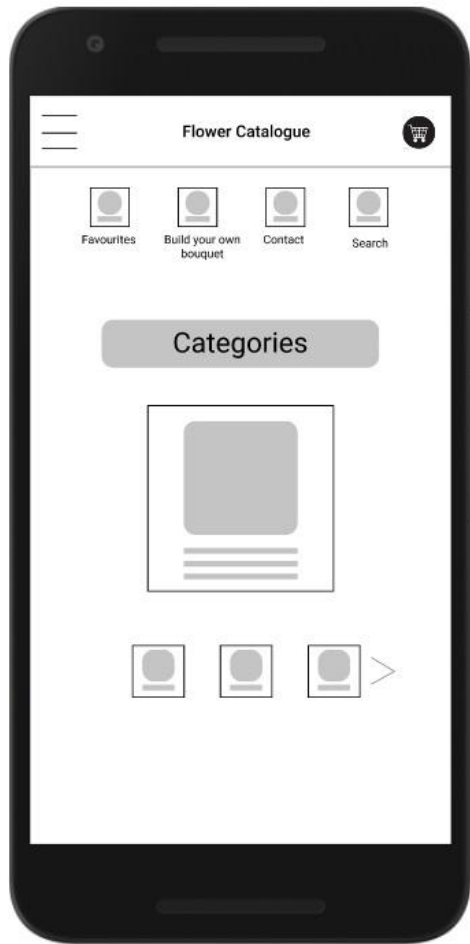 Flower Catalogue
Favourites
Build your own
bouquet
Contact
Search
Categories